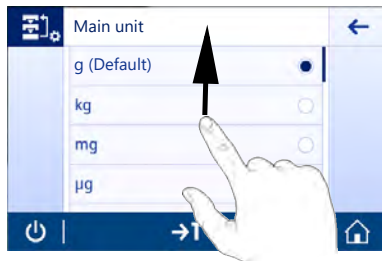 Main unit
g (Default)
kg
mg
µg
→T